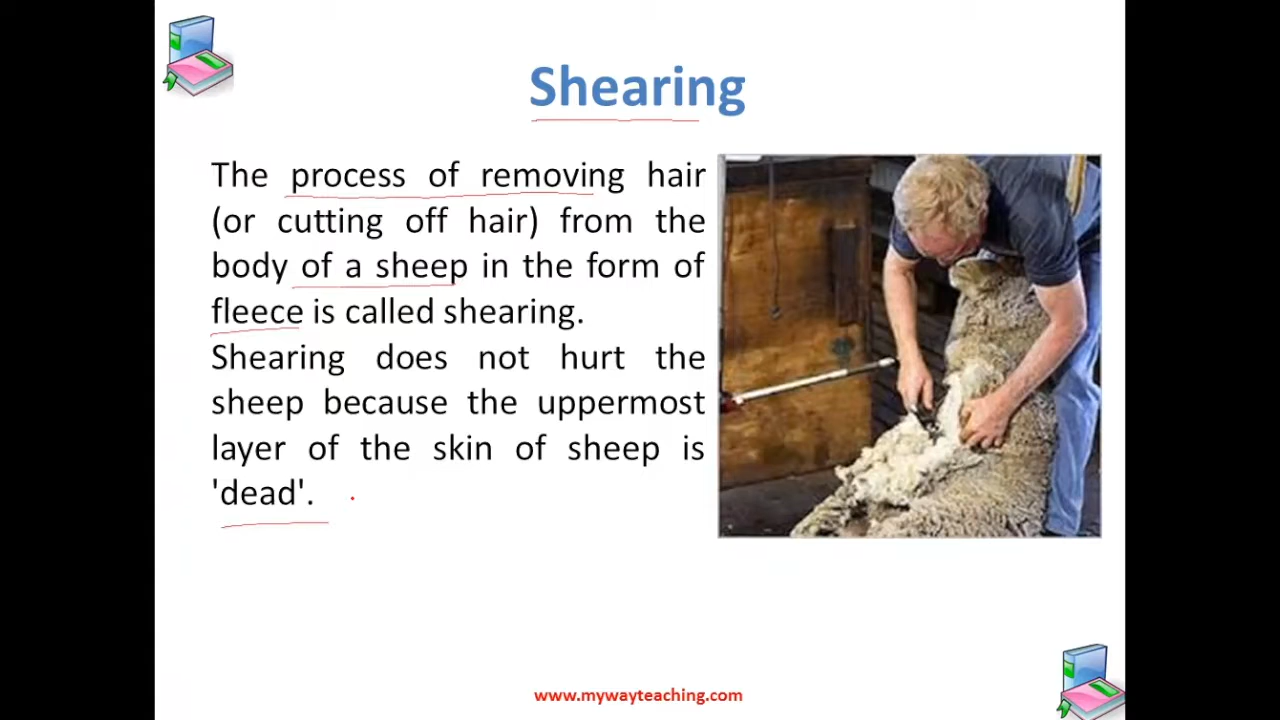 Shearing
The process of removing hair
(or cutting off hair) from the
body of a sheep in the form of
fleece is called shearing.
Shearing does not hurt the
sheep because the uppermost
layer of the skin of sheep is
'dead'.
www.mywayteaching.com